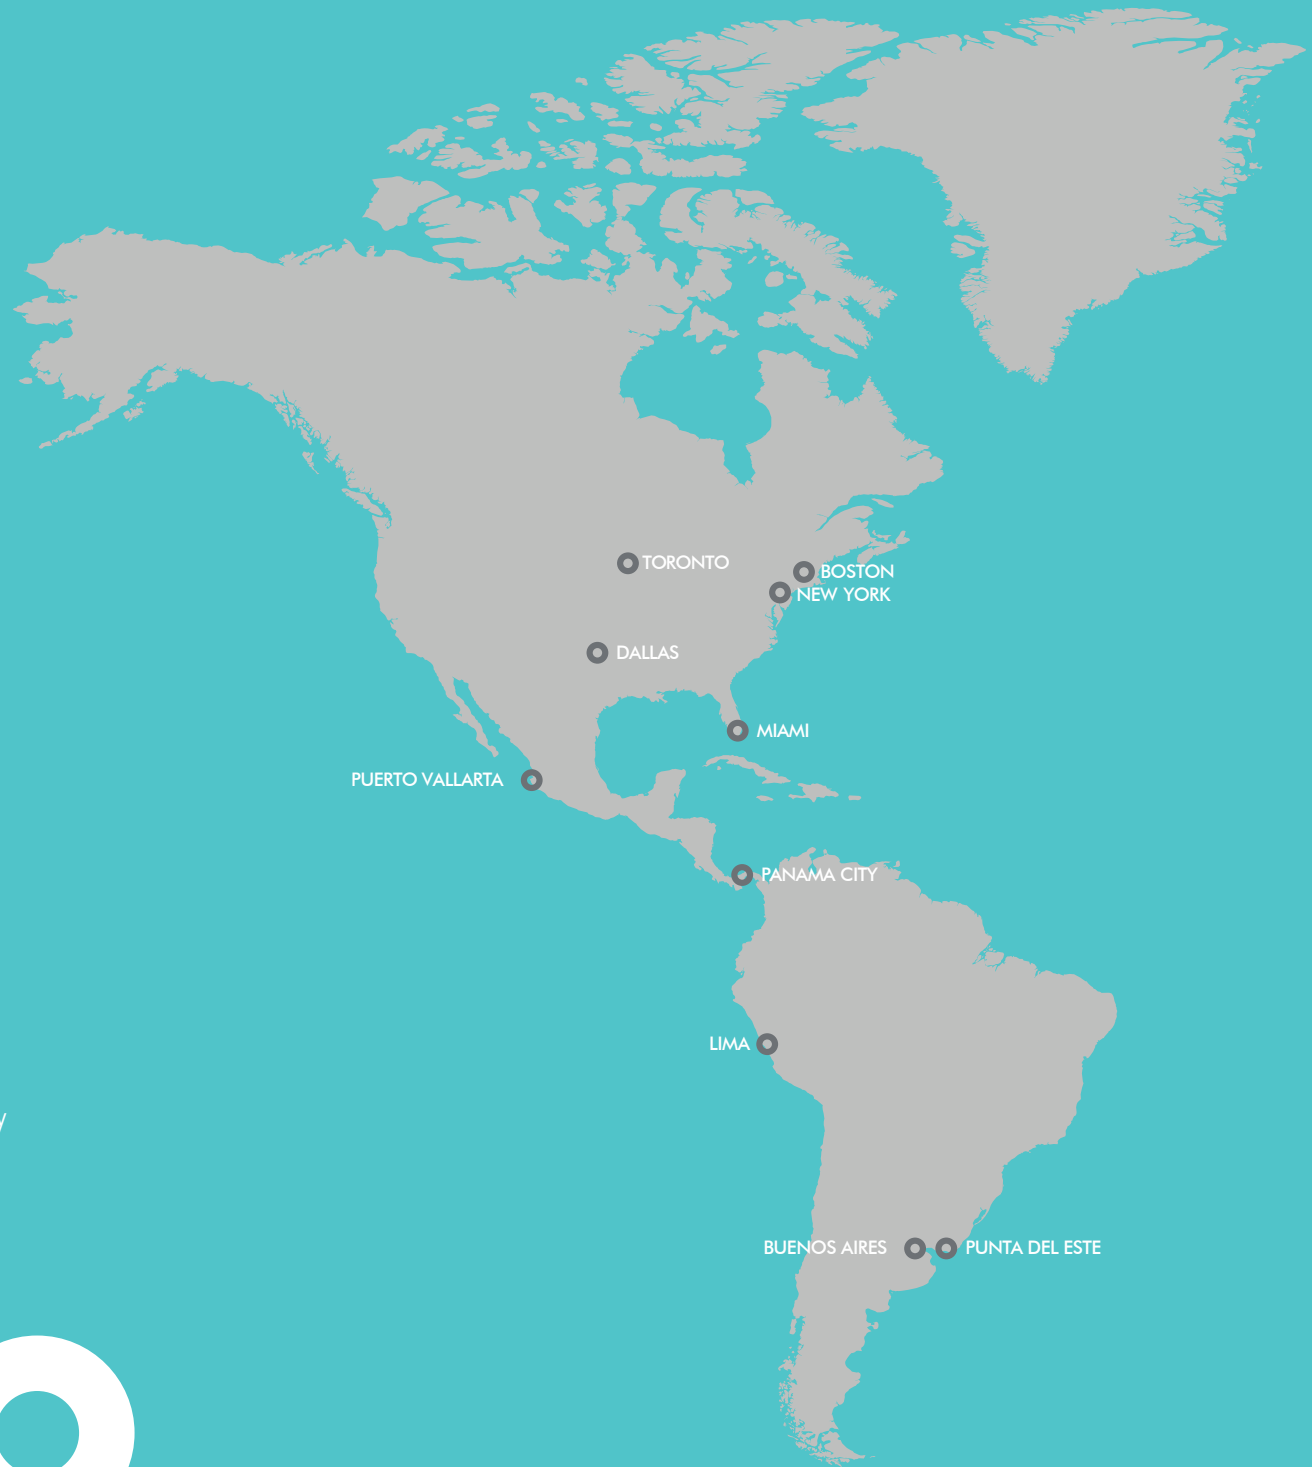 TORONTO
BOSTON
NEW YORK
DALLAS
MIAMI
PUERTO VALLARTA
PANAMA CITY
LIMA
BUENOS AIRES
PUNTA DEL ESTE